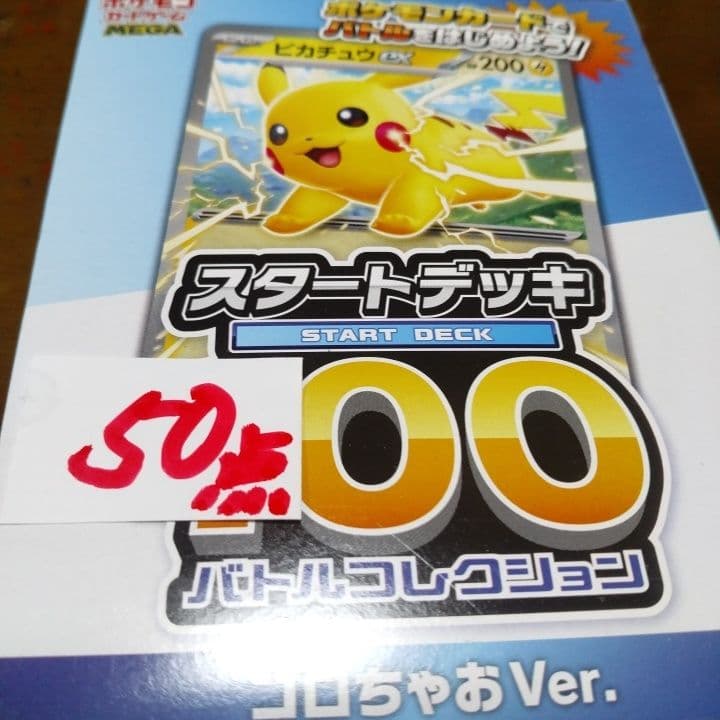 ポケモン
カードゲーム
MEGA
ポケモンカードで
バトルをはじめよう!
ピカチュウex
200
スタートデッキ
START DECK
100
50点
バトルコレクション
コロちゃおVer.